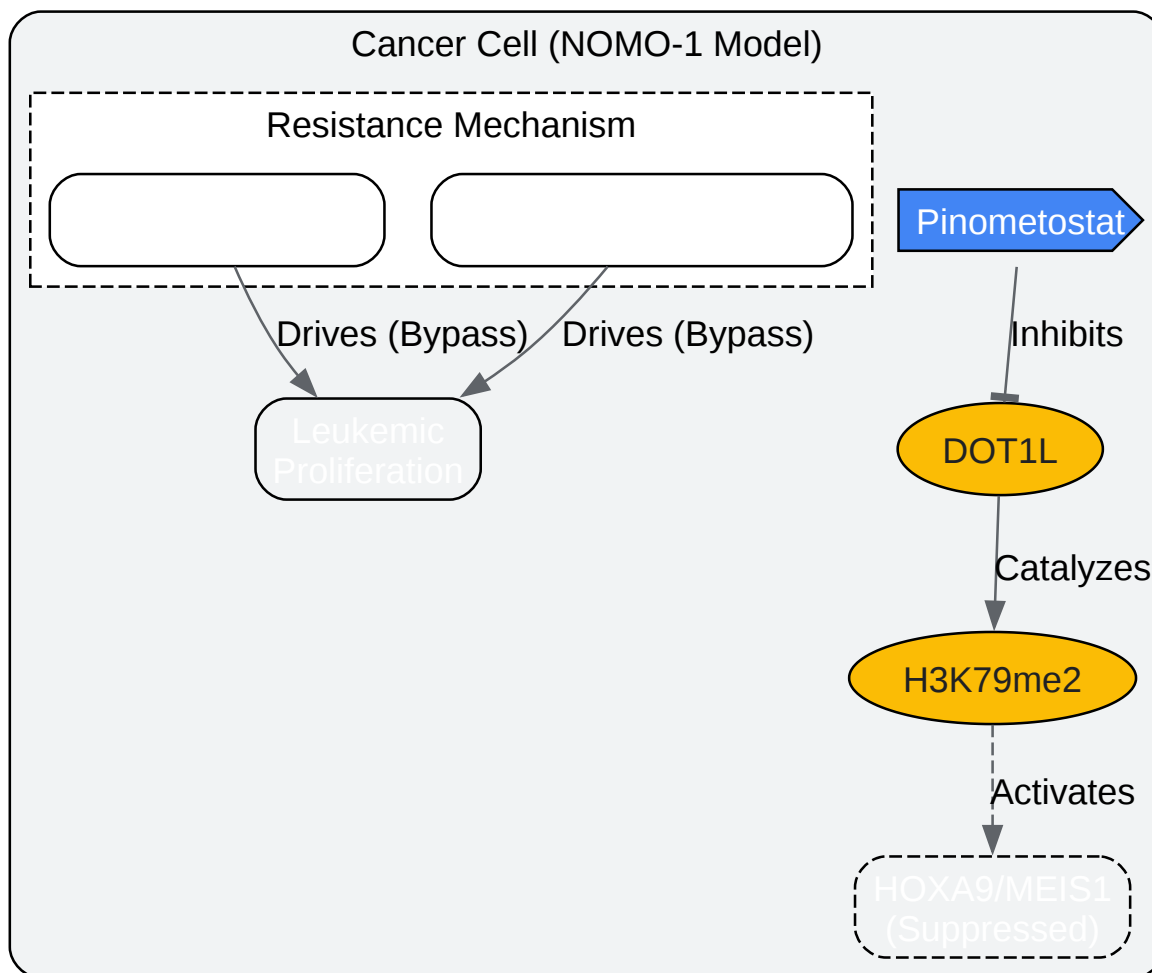 Cancer Cell (NOMO-1 Model)
Resistance Mechanism
Pinometostat
Drives (Bypass)
Drives (Bypass)
Inhibits
Leukemic
Proliferation
DOT1L
Catalyzes
H3K79me2
Activates
HOXA9/MEIS1
(Suppressed)